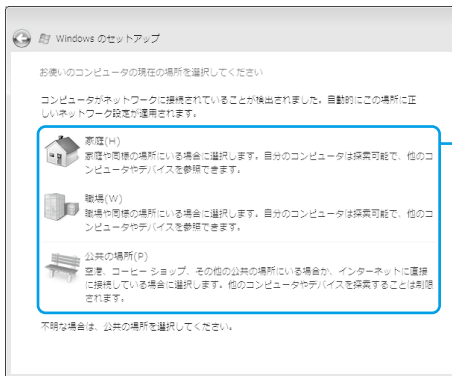 Windows のセットアップ
お使いのコンピュータの現在の場所を選択してください
コンピュータがネットワークに接続されていることが検出されました。自動的にこの場所に正
しいネットワーク設定が適用されます。
家庭(H)
家庭や同様の場所にいる場合に選択します。自分のコンピュータは探索可能で、他のコ
ンピュータやデバイスを参照できます。
職場(W)
職場や同様の場所にいる場合に選択します。自分のコンピュータは探索可能で、他のコ
ンピュータやデバイスを参照できます。
公共の場所(P)
空港、コーヒー ショップ、その他の公共の場所にいる場合か、インターネットに直接
に接続している場合に選択します。他のコンピュータやデバイスを探索することは制限
されます。
不明な場合は、公共の場所を選択してください。